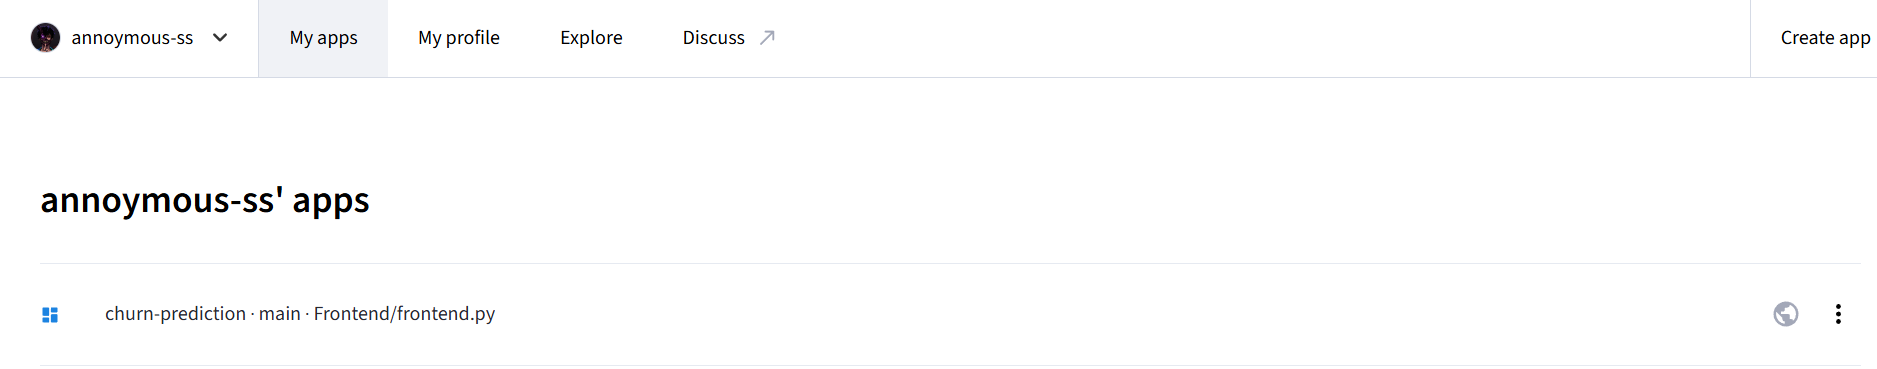 annoymous-ss My apps My profile Explore Discuss Create app
annoymous-ss' apps
churn-prediction · main · Frontend/frontend.py